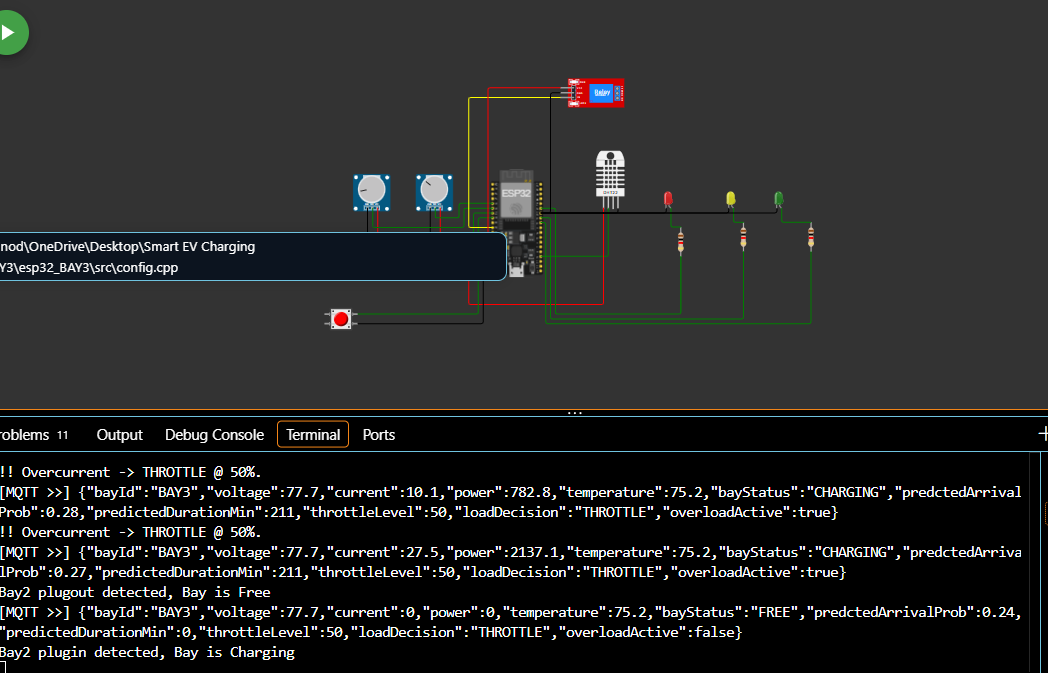 Relay
ESP32
DHT22
nod\OneDrive\Desktop\Smart EV Charging
Y3\esp32_BAY3\src\config.cpp
roblems 11 Output Debug Console Terminal Ports
!! Overcurrent -> THROTTLE @ 50%.
[MQTT >>] {"bayId":"BAY3","voltage":77.7,"current":10.1,"power":782.8,"temperature":75.2,"bayStatus":"CHARGING","predctedArrival
Prob":0.28,"predictedDurationMin":211,"throttleLevel":50,"loadDecision":"THROTTLE","overloadActive":true}
!! Overcurrent -> THROTTLE @ 50%.
[MQTT >>] {"bayId":"BAY3","voltage":77.7,"current":27.5,"power":2137.1,"temperature":75.2,"bayStatus":"CHARGING","predctedArriva
lProb":0.27,"predictedDurationMin":211,"throttleLevel":50,"loadDecision":"THROTTLE","overloadActive":true}
Bay2 plugout detected, Bay is Free
[MQTT >>] {"bayId":"BAY3","voltage":77.7,"current":0,"power":0,"temperature":75.2,"bayStatus":"FREE","predctedArrivalProb":0.24,
"predictedDurationMin":0,"throttleLevel":50,"loadDecision":"THROTTLE","overloadActive":false}
Bay2 plugin detected, Bay is Charging